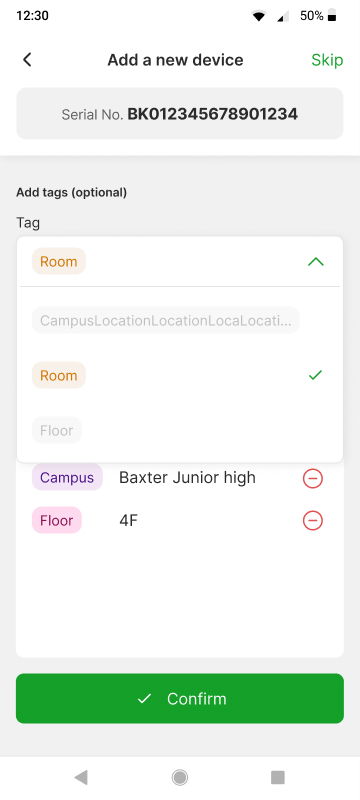 12:30
50%
Add a new device
Skip
Serial No. BK012345678901234
Add tags (optional)
Tag
Room
CampusLocationLocationLocaLocati...
Room
Floor
Campus Baxter Junior high
Floor 4F
Confirm